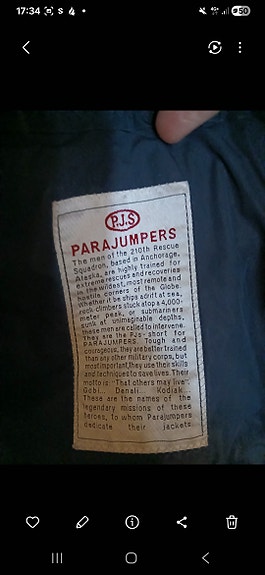 17:34
50
P.J.S
PARAJUMPERS
The men of the 210th Rescue
Squadron, based in Anchorage,
Alaska, are highly trained for
extreme rescues and recoveries
in the wildest, most remote and
hostile corners of the Globe.
Whether it be ships adrift at sea,
rock-climbers stuck atop a 4,000-
meter peak, or submariners
sunk at unimaginable depths,
these men are called to intervene.
They are the PJs- short for
PARAJUMPERS. Tough and
courageous, they are better trained
than any other military corps, but
most important, they use their skills
and techniques to save lives. Their
motto is "That others may live".
Gobi... Denali... Kodiak...
These are the names of the
legendary missions of these
heroes, to whom Parajumpers
dedicate their jackets